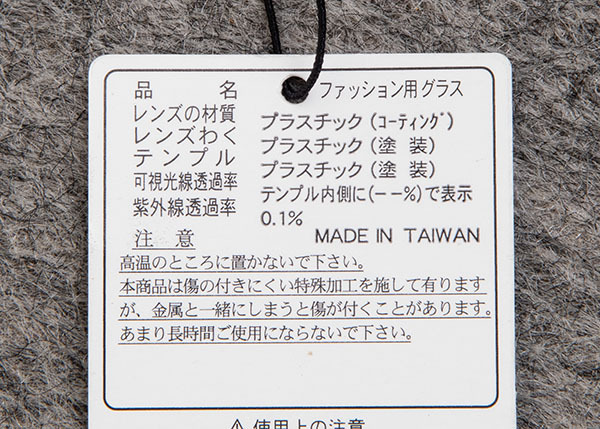 品名 ファッション用グラス
レンズの材質 プラスチック(コーティング)
レンズわく プラスチック(塗装)
テンプル プラスチック(塗装)
可視光線透過率 テンプル内側に(--%)で表示
紫外線透過率 0.1%
注意 MADE IN TAIWAN
高温のところに置かないで下さい。
本商品は傷の付きにくい特殊加工を施して有ります
が、金属と一緒にしまうと傷が付くことがあります。
あまり長時間ご使用にならないで下さい。
⚠ 使用上の注意